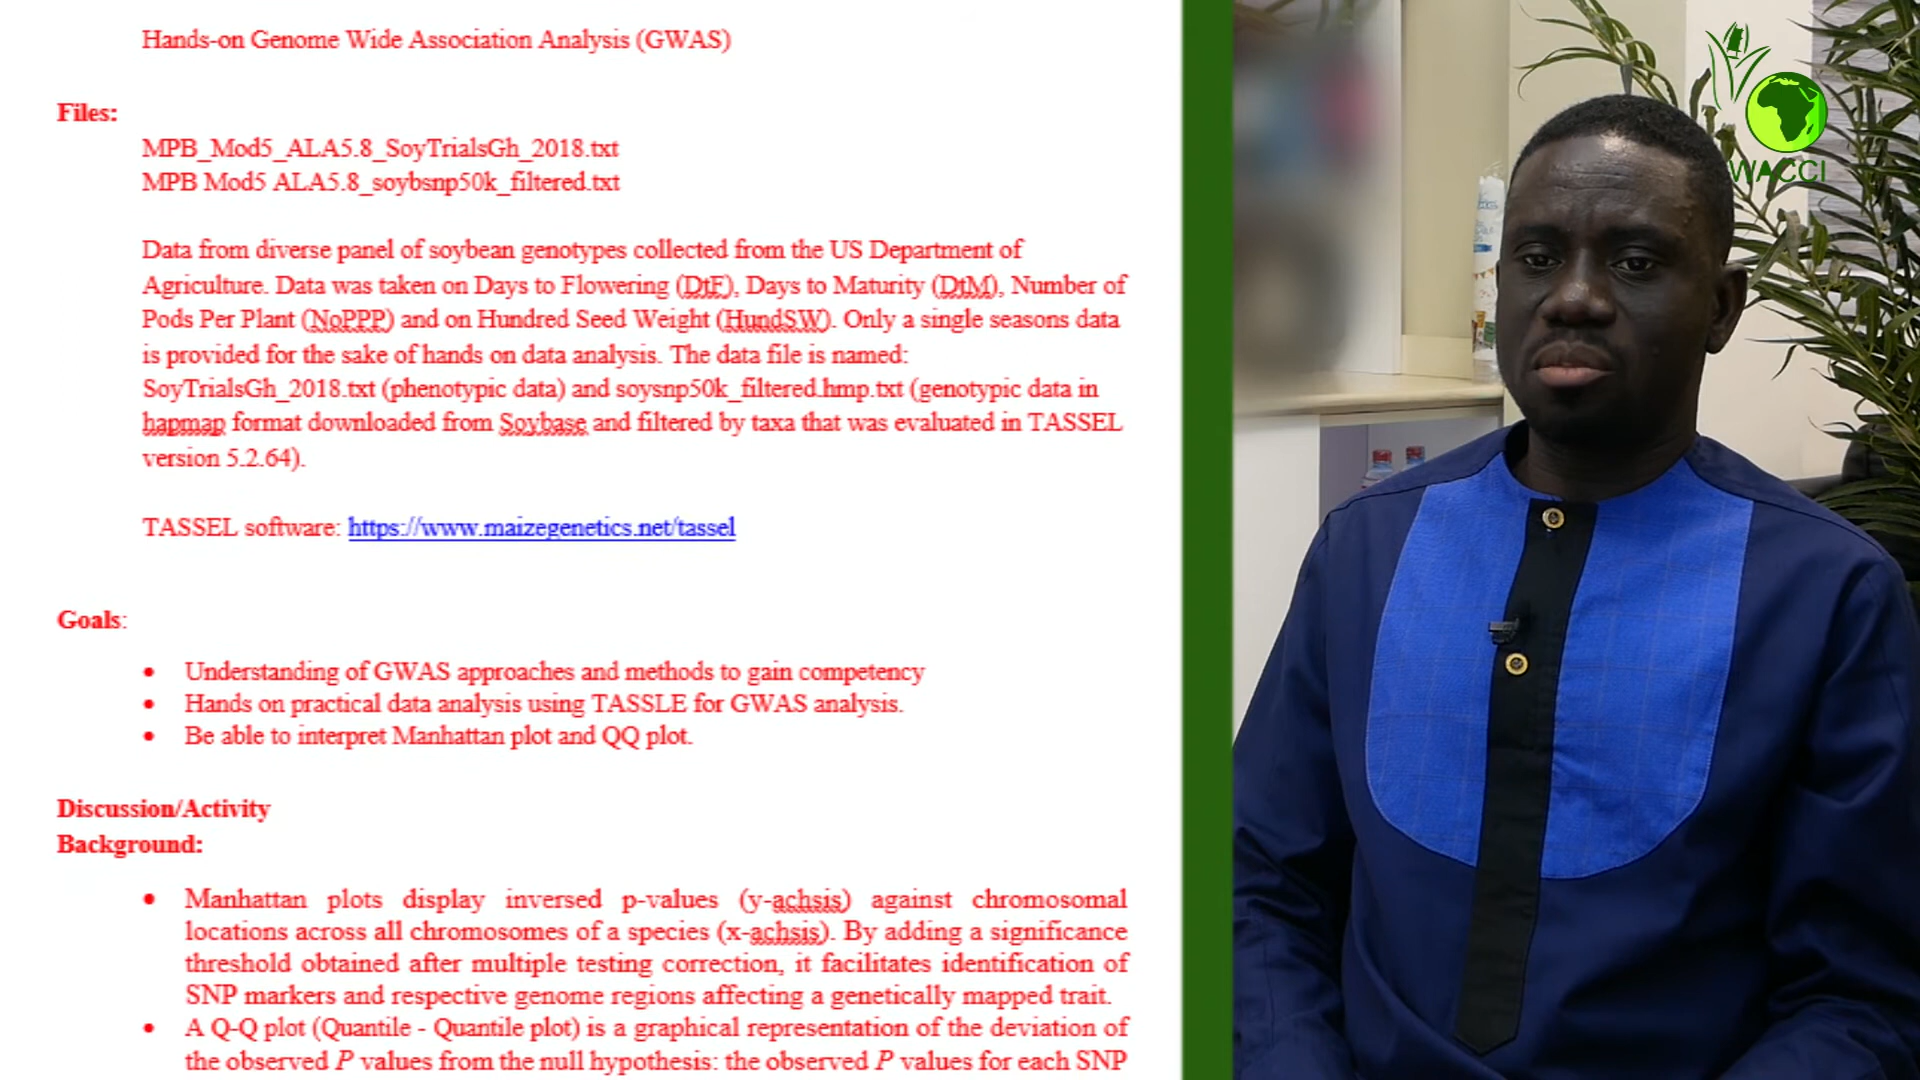 Hands-on Genome Wide Association Analysis (GWAS)
Files:
MPB_Mod5_ALA5.8_SoyTrialsGh_2018.txt
MPB Mod5 ALA5.8_soybsnp50k_filtered.txt
Data from diverse panel of soybean genotypes collected from the US Department of
Agriculture. Data was taken on Days to Flowering (DtF), Days to Maturity (DtM), Number of
Pods Per Plant (NoPPP) and on Hundred Seed Weight (HundSW). Only a single seasons data
is provided for the sake of hands on data analysis. The data file is named:
SoyTrialsGh_2018.txt (phenotypic data) and soysnp50k_filtered.hmp.txt (genotypic data in
hapmap format downloaded from Soybase and filtered by taxa that was evaluated in TASSEL
version 5.2.64).
TASSEL software: https://www.maizegenetics.net/tassel
Goals:
• Understanding of GWAS approaches and methods to gain competency
• Hands on practical data analysis using TASSLE for GWAS analysis.
• Be able to interpret Manhattan plot and QQ plot.
Discussion/Activity
Background:
• Manhattan plots display inversed p-values (y-achsis) against chromosomal
locations across all chromosomes of a species (x-achsis). By adding a significance
threshold obtained after multiple testing correction, it facilitates identification of
SNP markers and respective genome regions affecting a genetically mapped trait.
• A Q-Q plot (Quantile - Quantile plot) is a graphical representation of the deviation of
the observed P values from the null hypothesis: the observed P values for each SNP
WACCI